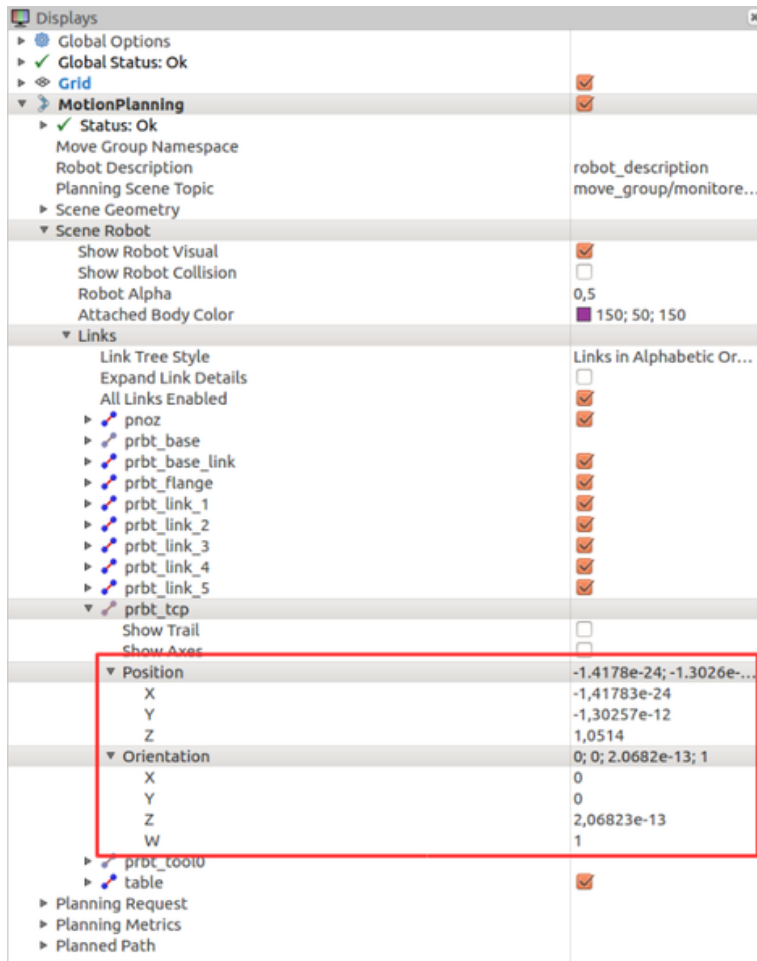 Displays
Global Options
Global Status: Ok
Grid
MotionPlanning
Status: Ok
Move Group Namespace
Robot Description robot_description
Planning Scene Topic move_group/monitore...
Scene Geometry
Scene Robot
Show Robot Visual
Show Robot Collision
Robot Alpha 0,5
Attached Body Color 150; 50; 150
Links
Link Tree Style Links in Alphabetic Or...
Expand Link Details
All Links Enabled
pnoz
prbt_base
prbt_base_link
prbt_flange
prbt_link_1
prbt_link_2
prbt_link_3
prbt_link_4
prbt_link_5
prbt_tcp
Show Trail
Show Axes
Position -1.4178e-24; -1.3026e-...
X -1,41783e-24
Y -1,30257e-12
Z 1,0514
Orientation 0; 0; 2.0682e-13; 1
X 0
Y 0
Z 2,06823e-13
W 1
prbt_tool0
table
Planning Request
Planning Metrics
Planned Path